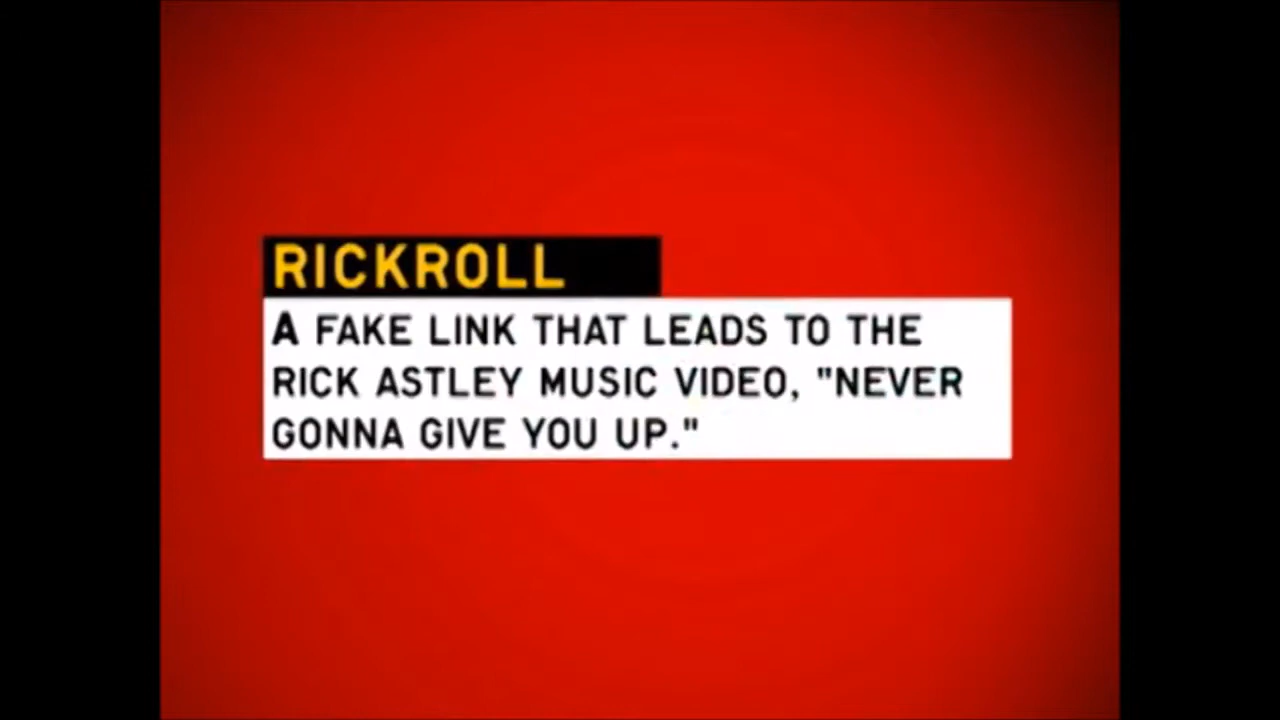 RICKROLL
A FAKE LINK THAT LEADS TO THE
RICK ASTLEY MUSIC VIDEO, "NEVER
GONNA GIVE YOU UP."